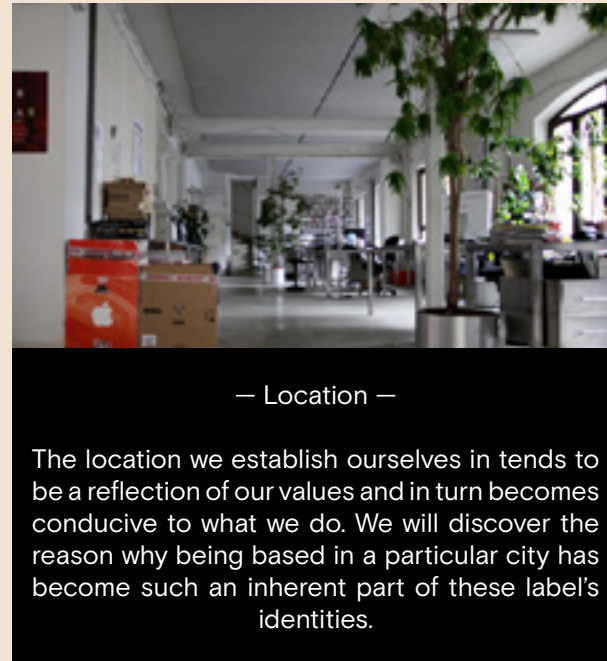 — Location —
The location we establish ourselves in tends to
be a reflection of our values and in turn becomes
conducive to what we do. We will discover the
reason why being based in a particular city has
become such an inherent part of these label’s
identities.